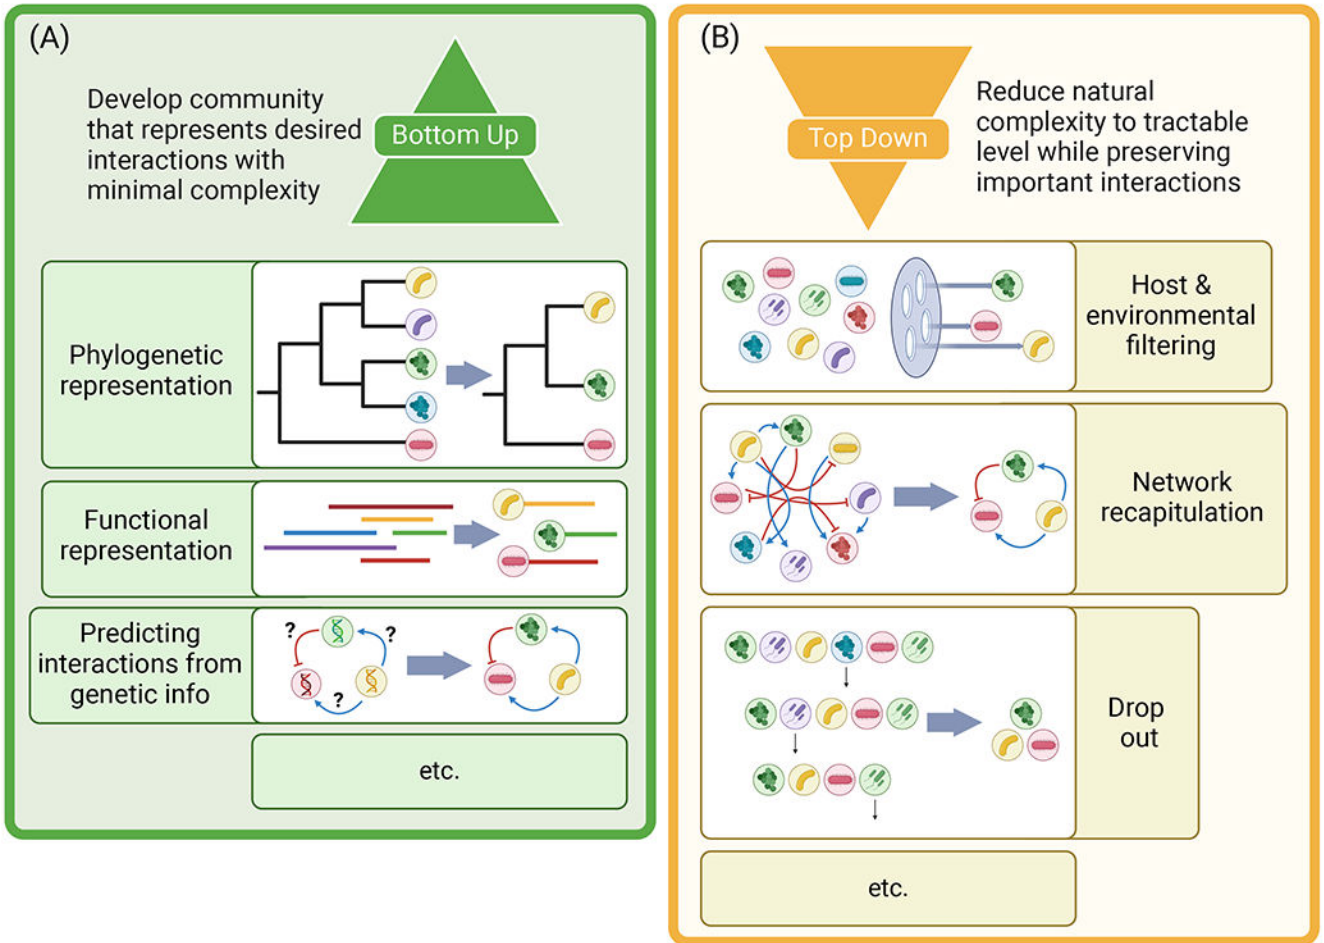 (A)
Develop community
that represents desired
interactions with
minimal complexity
Bottom Up
Phylogenetic
representation
Functional
representation
Predicting
interactions from
genetic info
?
?
?
etc.
(B)
Top Down
Reduce natural
complexity to tractable
level while preserving
important interactions
Host &
environmental
filtering
Network
recapitulation
Drop
out
etc.